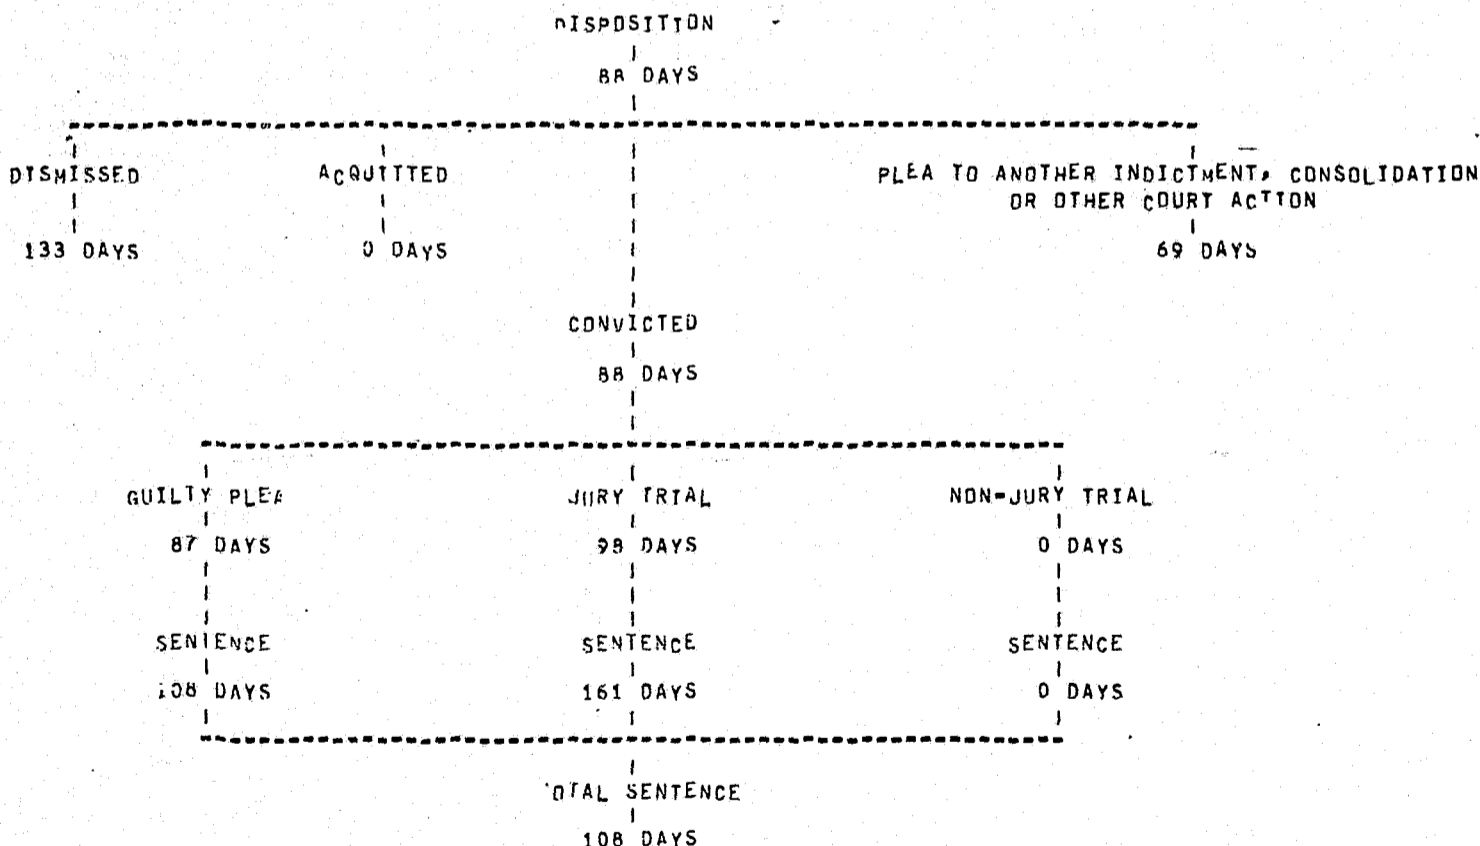 DISPOSITION
88 DAYS
DISMISSED ACQUITTED PLEA TO ANOTHER INDICTMENT, CONSOLIDATION
OR OTHER COURT ACTION
133 DAYS 0 DAYS 69 DAYS
CONVICTED
88 DAYS
GUILTY PLEA JURY TRIAL NON-JURY TRIAL
87 DAYS 98 DAYS 0 DAYS
SENTENCE SENTENCE SENTENCE
108 DAYS 161 DAYS 0 DAYS
OTAL SENTENCE
108 DAYS